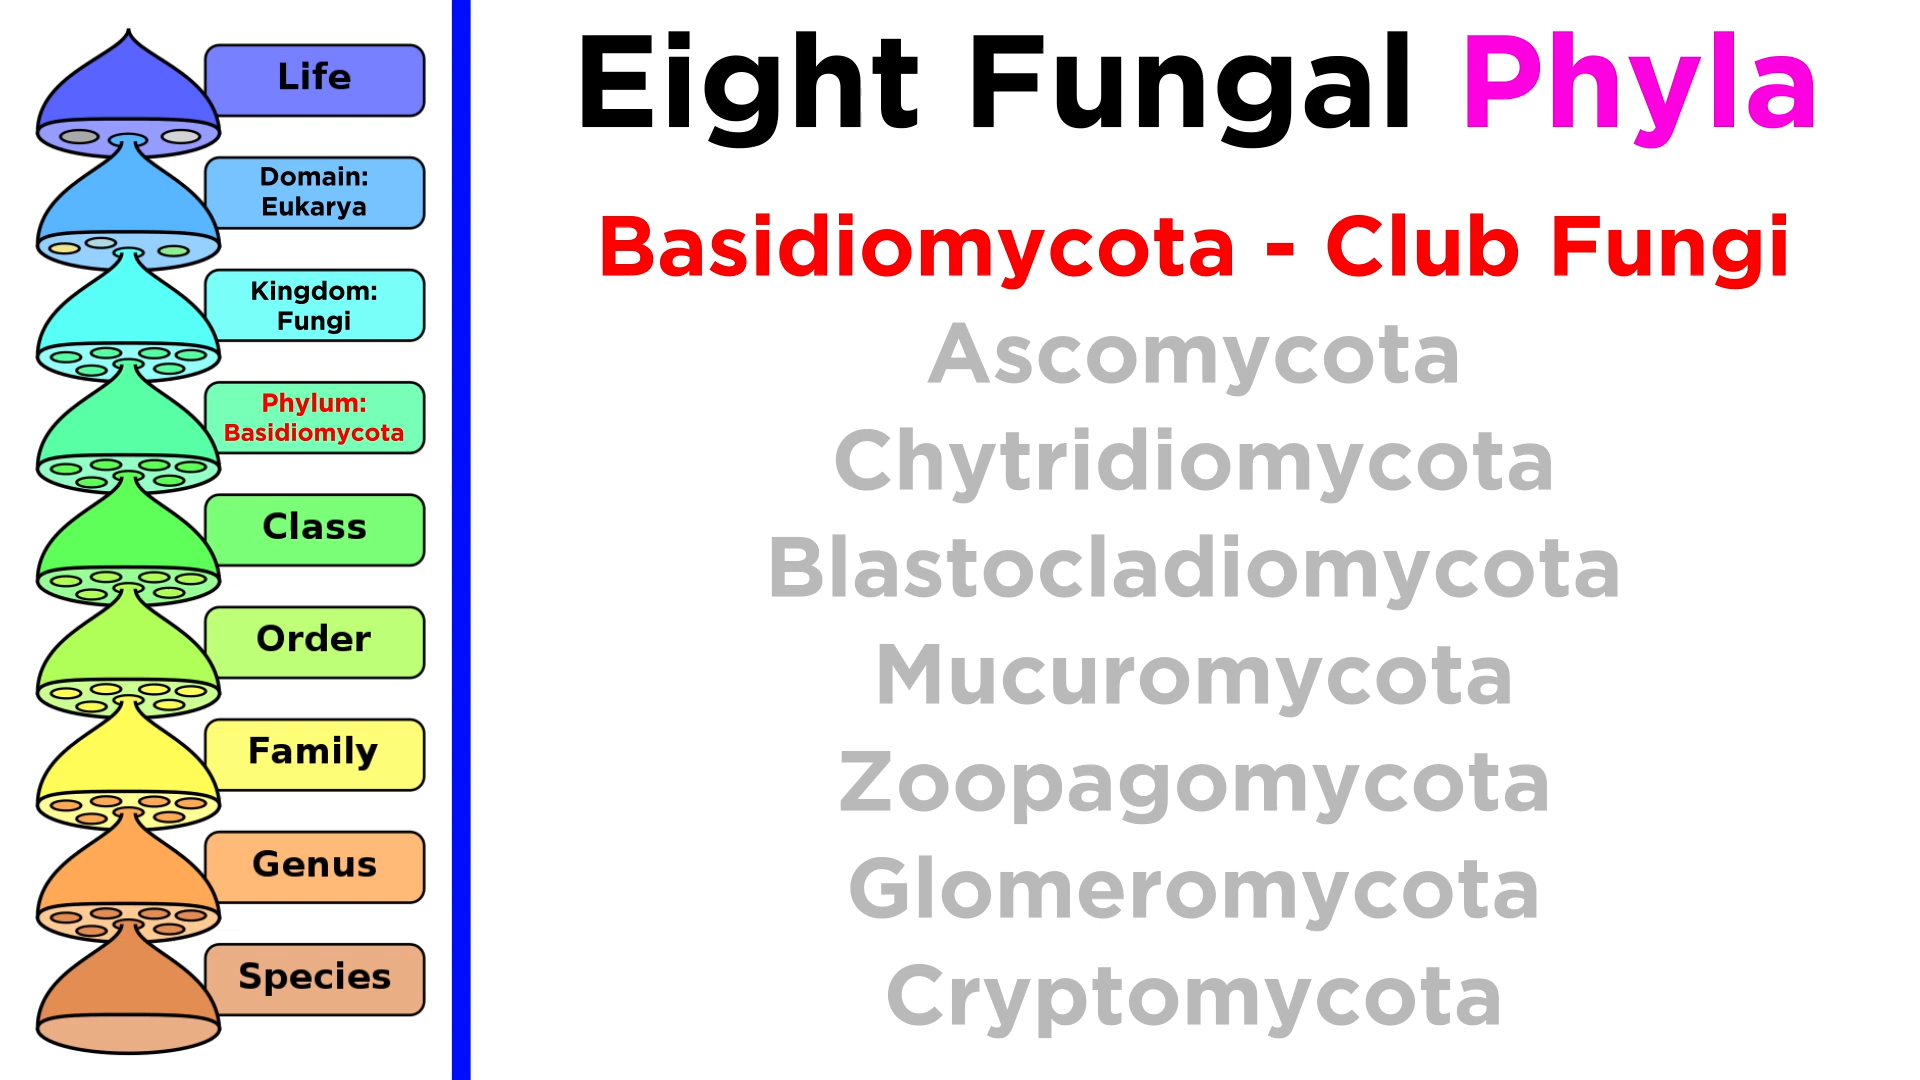 Life
Domain:
Eukarya
Kingdom:
Fungi
Phylum:
Basidiomycota
Class
Order
Family
Genus
Species
Eight Fungal Phyla
Basidiomycota - Club Fungi
Ascomycota
Chytridiomycota
Blastocladiomycota
Mucuromycota
Zoopagomycota
Glomeromycota
Cryptomycota